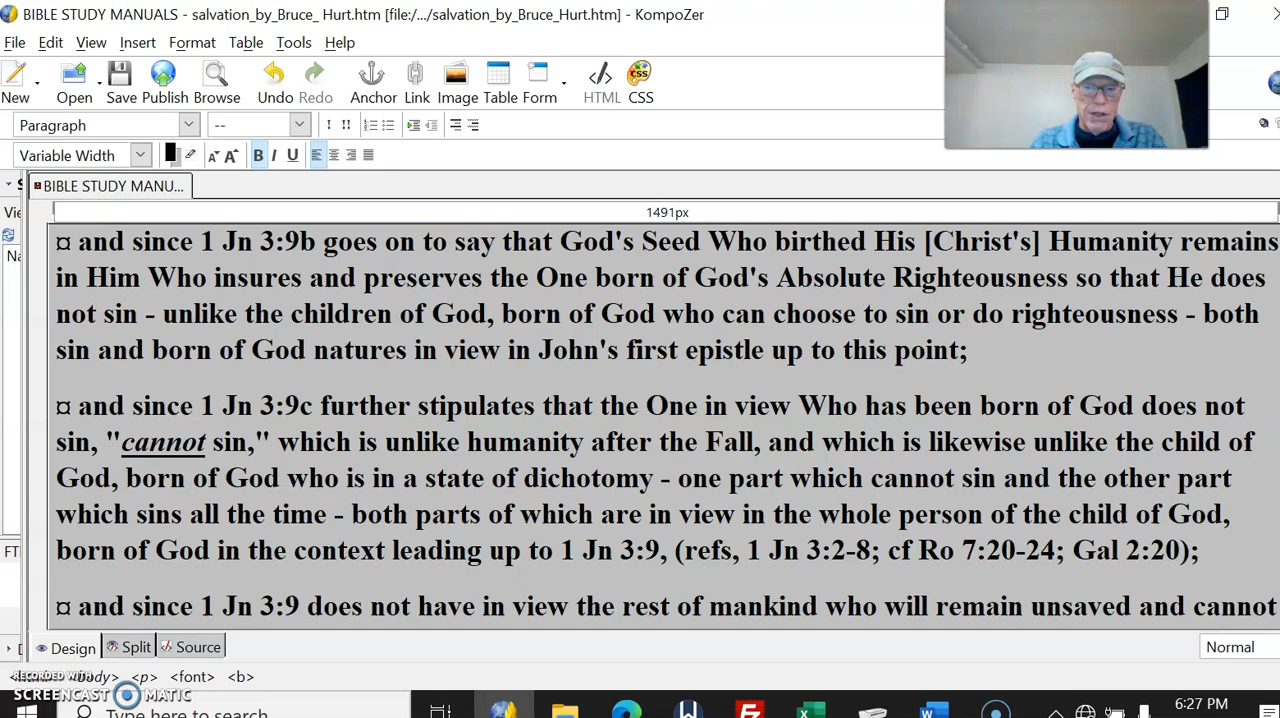 BIBLE STUDY MANUALS - salvation_by_Bruce_ Hurt.htm [file:/.../salvation_by_Bruce_Hurt.htm] - KompoZer
File Edit View Insert Format Table Tools Help
New Open Save Publish Browse Undo Redo Anchor Link Image Table Form HTML CSS
Paragraph --
Variable Width B I U
BIBLE STUDY MANU...
Vie
1491px
Na
¤ and since 1 Jn 3:9b goes on to say that God's Seed Who birthed His [Christ's] Humanity remains
in Him Who insures and preserves the One born of God's Absolute Righteousness so that He does
not sin - unlike the children of God, born of God who can choose to sin or do righteousness - both
sin and born of God natures in view in John's first epistle up to this point;
¤ and since 1 Jn 3:9c further stipulates that the One in view Who has been born of God does not
sin, "cannot sin," which is unlike humanity after the Fall, and which is likewise unlike the child of
God, born of God who is in a state of dichotomy - one part which cannot sin and the other part
which sins all the time - both parts of which are in view in the whole person of the child of God,
born of God in the context leading up to 1 Jn 3:9, (refs, 1 Jn 3:2-8; cf Ro 7:20-24; Gal 2:20);
¤ and since 1 Jn 3:9 does not have in view the rest of mankind who will remain unsaved and cannot
FT
Design Split Source Normal
<body> <p> <font> <b>
RECORDED WITH
SCREENCAST MATIC
Type here to search
6:27 PM